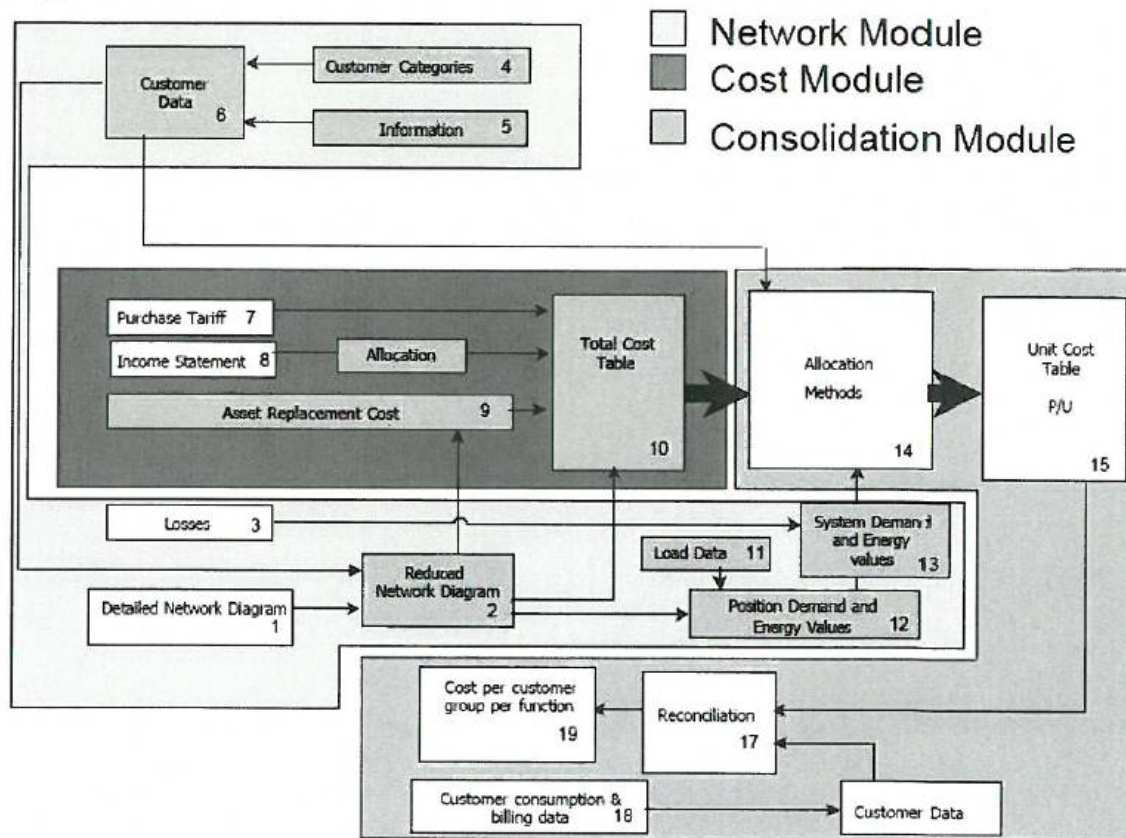 Network Module
Cost Module
Consolidation Module
Customer Categories 4
Customer
Data
6
Information 5
Purchase Tariff 7
Income Statement 8
Allocation
Asset Replacement Cost 9
Total Cost
Table
10
Allocation
Methods
14
Unit Cost
Table
P/U
15
Losses 3
Load Data 11
System Demand
and Energy
values 13
Reduced
Network Diagram
2
Detailed Network Diagram
1
Position Demand and
Energy Values 12
Cost per customer
group per function
19
Reconciliation
17
Customer consumption &
billing data 18
Customer Data